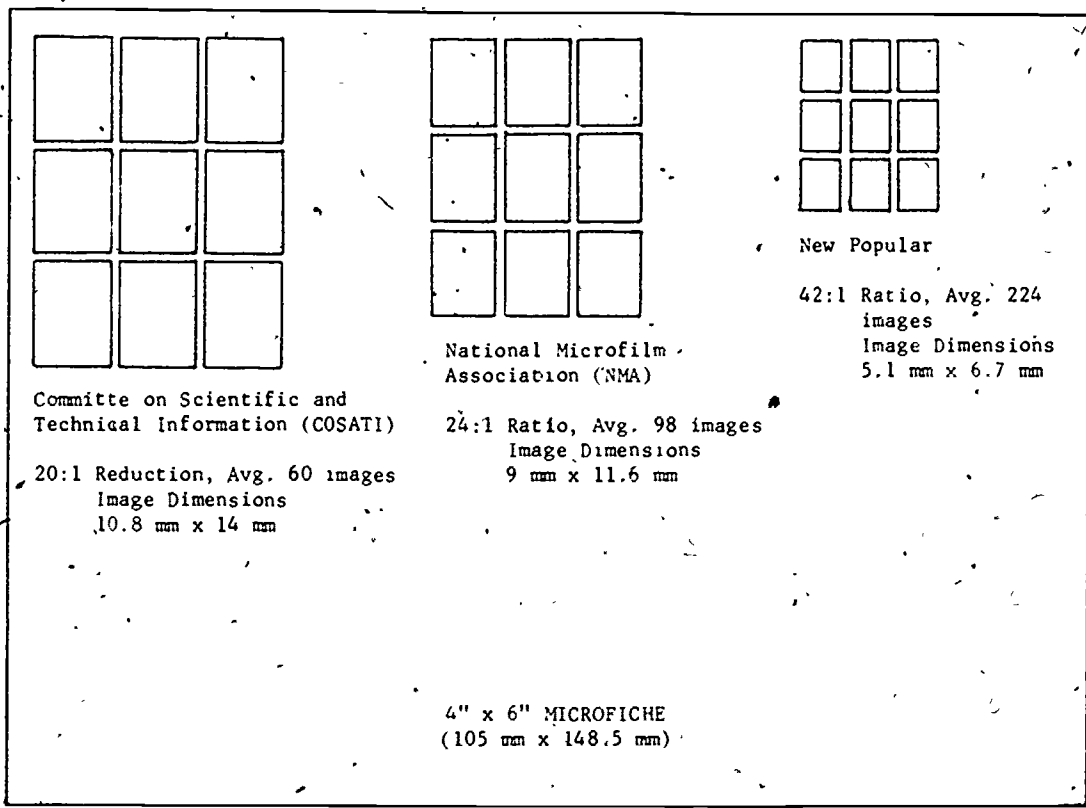 Committe on Scientific and
Technical Information (COSATI)
20:1 Reduction, Avg. 60 images
Image Dimensions
10.8 mm x 14 mm
National Microfilm
Association (NMA)
24:1 Ratio, Avg. 98 images
Image Dimensions
9 mm x 11.6 mm
New Popular
42:1 Ratio, Avg. 224
images
Image Dimensions
5.1 mm x 6.7 mm
4" x 6" MICROFICHE
(105 mm x 148.5 mm)